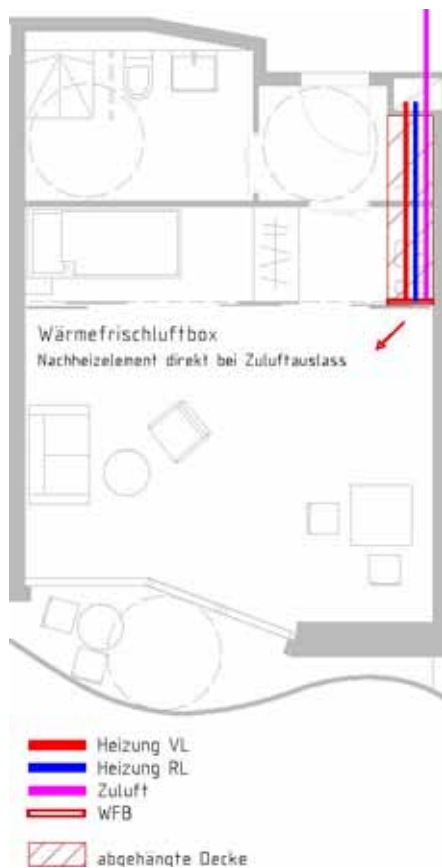 Wärmefrischluftbox
Nachheizelement direkt bei Zuluftauslass
Heizung VL
Heizung RL
Zuluft
WFB
abgehängte Decke